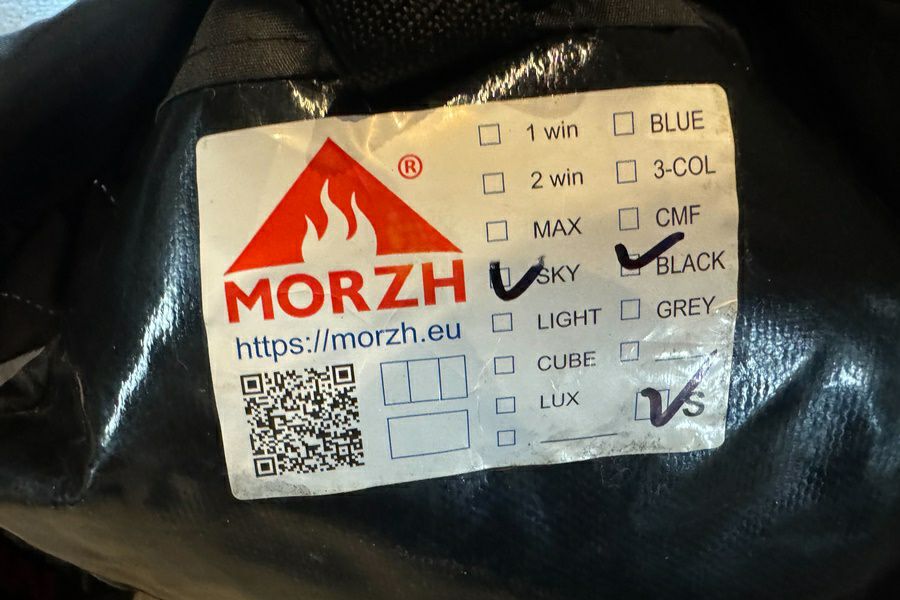 ®
MORZH
https://morzh.eu
1 win
2 win
MAX
SKY
LIGHT
CUBE
LUX
BLUE
3-COL
CMF
BLACK
GREY
S